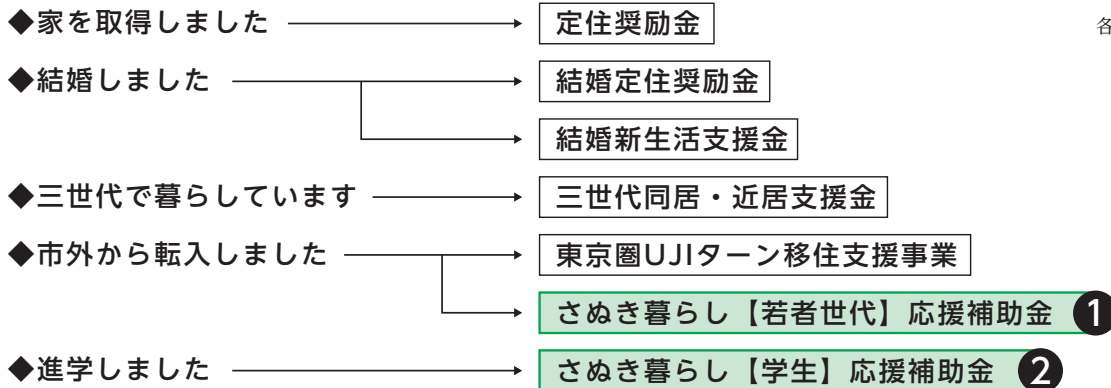 ◆家を取得しました 定住奨励金 各
◆結婚しました 結婚定住奨励金
結婚新生活支援金
◆三世代で暮らしています 三世代同居・近居支援金
◆市外から転入しました 東京圏UJIターン移住支援事業
さぬき暮らし【若者世代】応援補助金 1
◆進学しました さぬき暮らし【学生】応援補助金 2